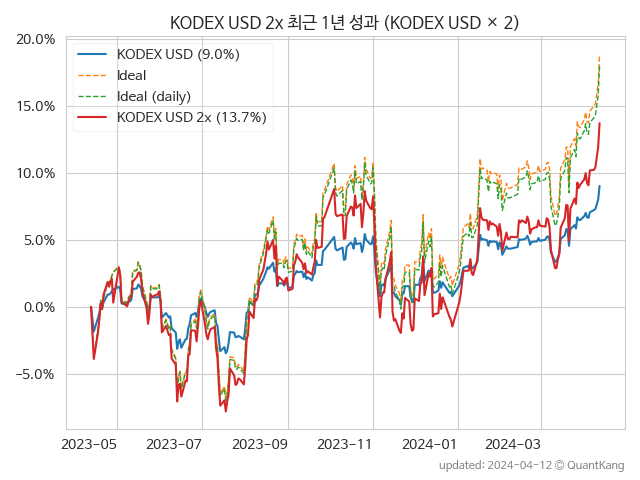 KODEX USD 2x 최근 1년 성과 (KODEX USD × 2)
20.0%
15.0%
10.0%
5.0%
0.0%
−5.0%
KODEX USD (9.0%)
Ideal
Ideal (daily)
KODEX USD 2x (13.7%)
2023-05
2023-07
2023-09
2023-11
2024-01
2024-03
updated: 2024-04-12 © QuantKang